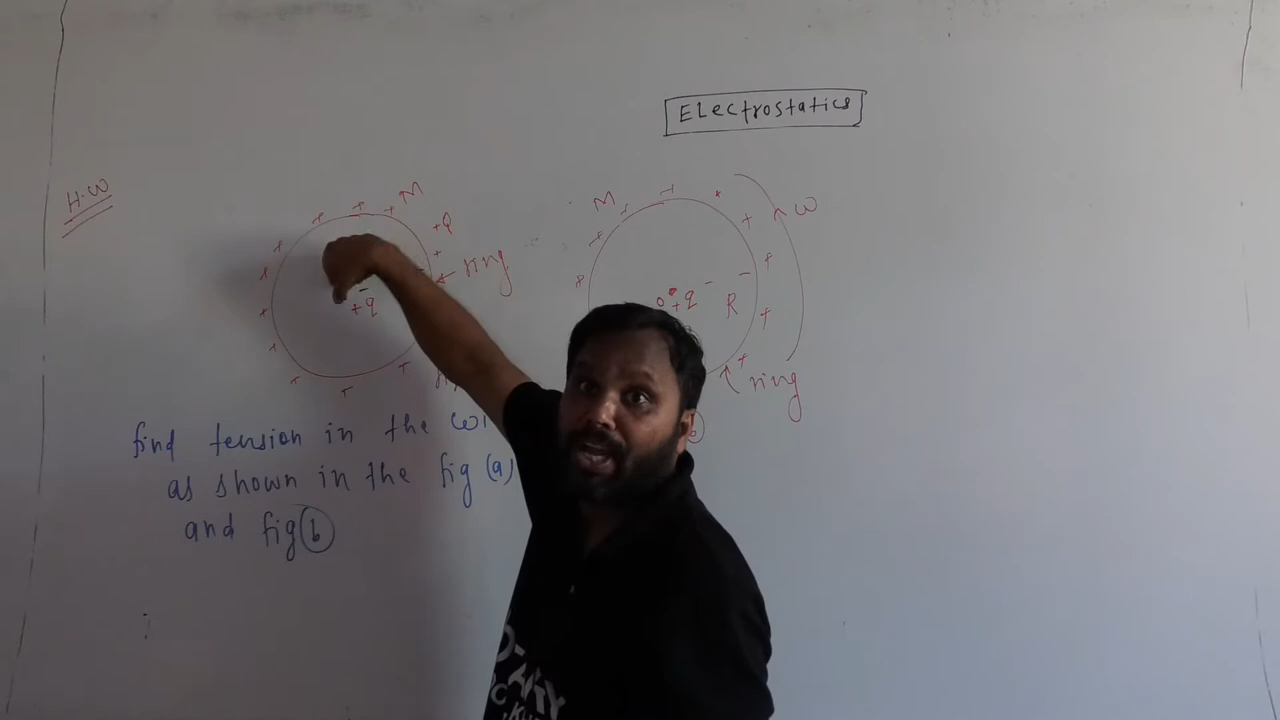 Electrostatics
H.W
M
+Q
ring
+q
M
ω
+q
R
ring
find tension in the
as shown in the fig (a)
and fig (b)